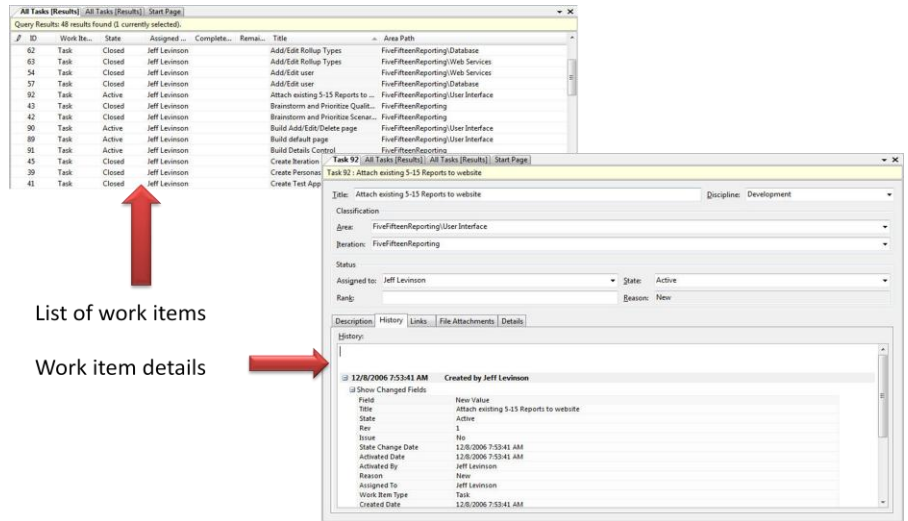 All Tasks [Results] All Tasks [Results] Start Page
Query Results: 48 results found (1 currently selected).
ID Work Ite... State Assigned ... Complete... Remai... Title Area Path
62 Task Closed Jeff Levinson Add/Edit Rollup Types FiveFifteenReporting\Database
63 Task Closed Jeff Levinson Add/Edit Rollup Types FiveFifteenReporting\Web Services
54 Task Closed Jeff Levinson Add/Edit user FiveFifteenReporting\Web Services
57 Task Closed Jeff Levinson Add/Edit user FiveFifteenReporting\Database
92 Task Active Jeff Levinson Attach existing 5-15 Reports to ... FiveFifteenReporting\User Interface
43 Task Closed Jeff Levinson Brainstorm and Prioritize Qualit... FiveFifteenReporting
42 Task Closed Jeff Levinson Brainstorm and Prioritize Scenar... FiveFifteenReporting
90 Task Active Jeff Levinson Build Add/Edit/Delete page FiveFifteenReporting\User Interface
89 Task Active Jeff Levinson Build default page FiveFifteenReporting\User Interface
91 Task Active Jeff Levinson Build Details Control FiveFifteenReporting\User Interface
45 Task Closed Jeff Levinson Create Iteration
39 Task Closed Jeff Levinson Create Personas
41 Task Closed Jeff Levinson Create Test App
Task 92 All Tasks [Results] All Tasks [Results] Start Page
Task 92 : Attach existing 5-15 Reports to website
Title: Attach existing 5-15 Reports to website Discipline: Development
Classification
Area: FiveFifteenReporting\User Interface
Iteration: FiveFifteenReporting
Status
Assigned to: Jeff Levinson State: Active
Rank: Reason: New
Description History Links File Attachments Details
History:
12/8/2006 7:53:41 AM Created by Jeff Levinson
Show Changed Fields
Field New Value
Title Attach existing 5-15 Reports to website
State Active
Rev 1
Issue No
State Change Date 12/8/2006 7:53:41 AM
Activated Date 12/8/2006 7:53:41 AM
Activated By Jeff Levinson
Reason New
Assigned To Jeff Levinson
Work Item Type Task
Created Date 12/8/2006 7:53:41 AM
List of work items
Work item details